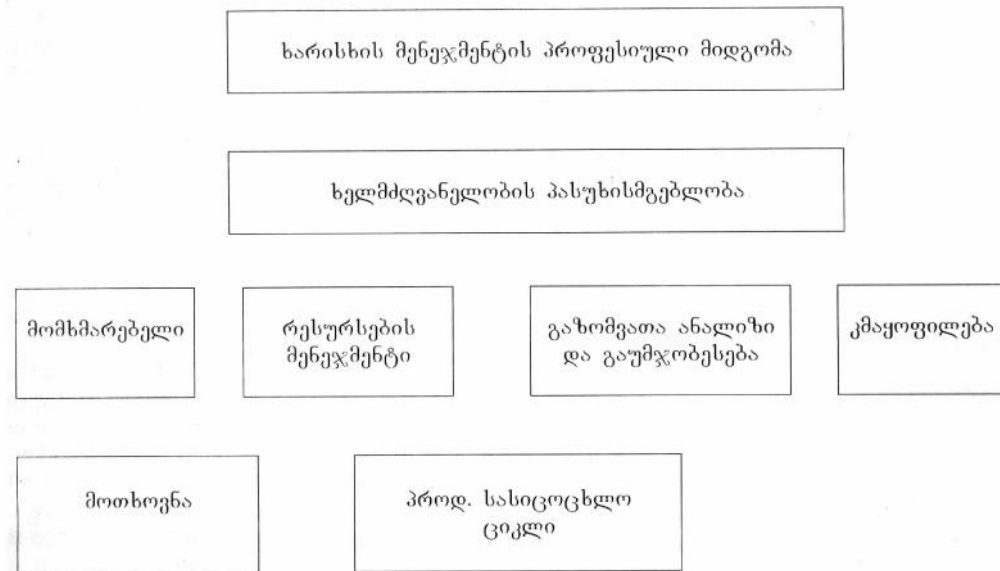 ხარისხის მენეჯმენტის პროფესიული მიდგომა
ხელმძღვანელობის პასუხისმგებლობა
მომხმარებელი
რესურსების
მენეჯმენტი
გაზომვათა ანალიზი
და გაუმჯობესება
კმაყოფილება
მოთხოვნა
პროდ. სასიცოცხლო
ციკლი